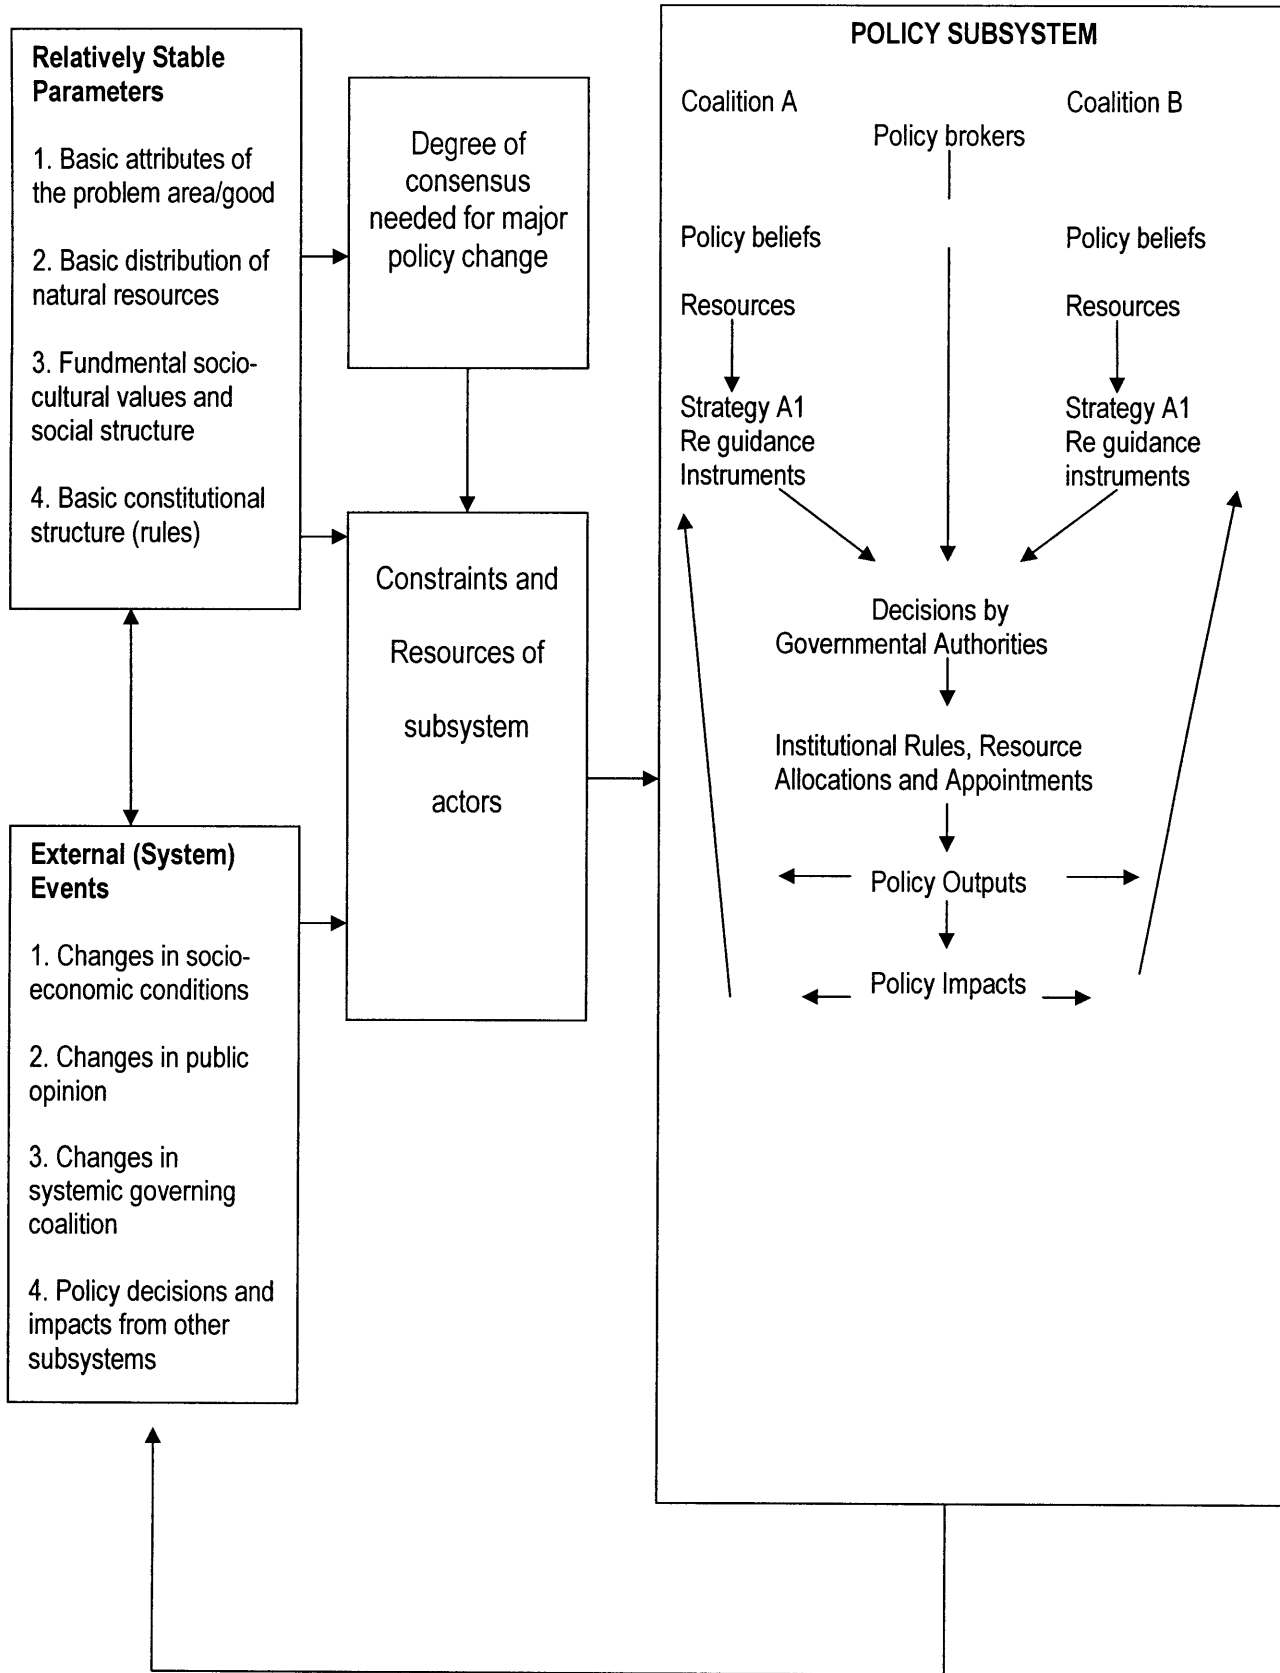 Relatively Stable
Parameters
1. Basic attributes of
the problem area/good
2. Basic distribution of
natural resources
3. Fundmental socio-
cultural values and
social structure
4. Basic constitutional
structure (rules)
External (System)
Events
1. Changes in socio-
economic conditions
2. Changes in public
opinion
3. Changes in
systemic governing
coalition
4. Policy decisions and
impacts from other
subsystems
Degree of
consensus
needed for major
policy change
Constraints and
Resources of
subsystem
actors
POLICY SUBSYSTEM
Coalition A
Policy beliefs
Resources
Strategy A1
Re guidance
Instruments
Policy brokers
Coalition B
Policy beliefs
Resources
Strategy A1
Re guidance
instruments
Decisions by
Governmental Authorities
Institutional Rules, Resource
Allocations and Appointments
Policy Outputs
Policy Impacts